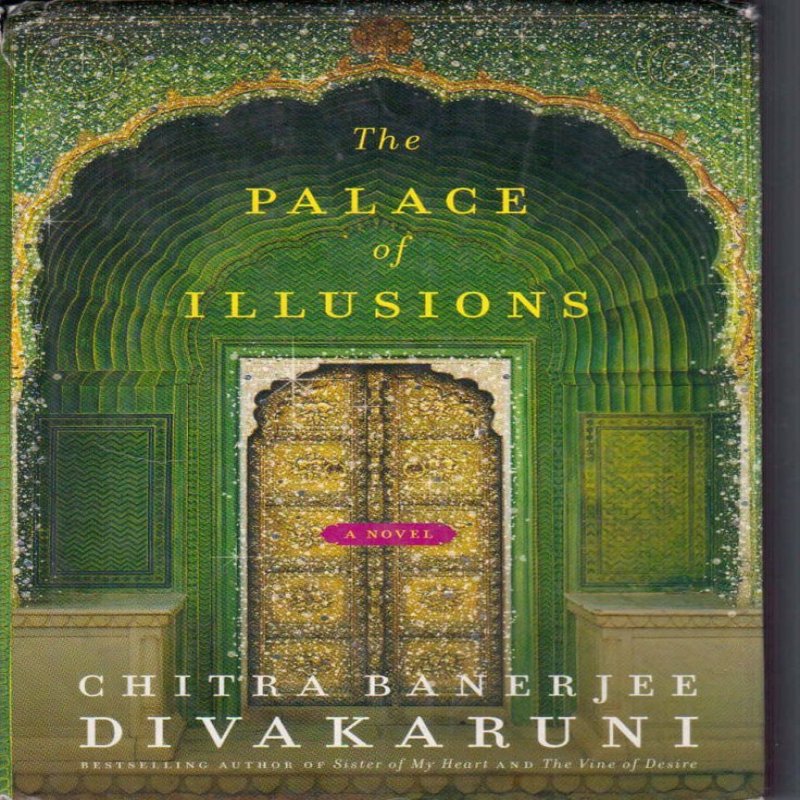 The
PALACE
of
ILLUSIONS
A NOVEL
CHITRA BANERJEE
DIVAKARUNI
BESTSELLING AUTHOR OF Sister of My Heart AND The Vine of Desire